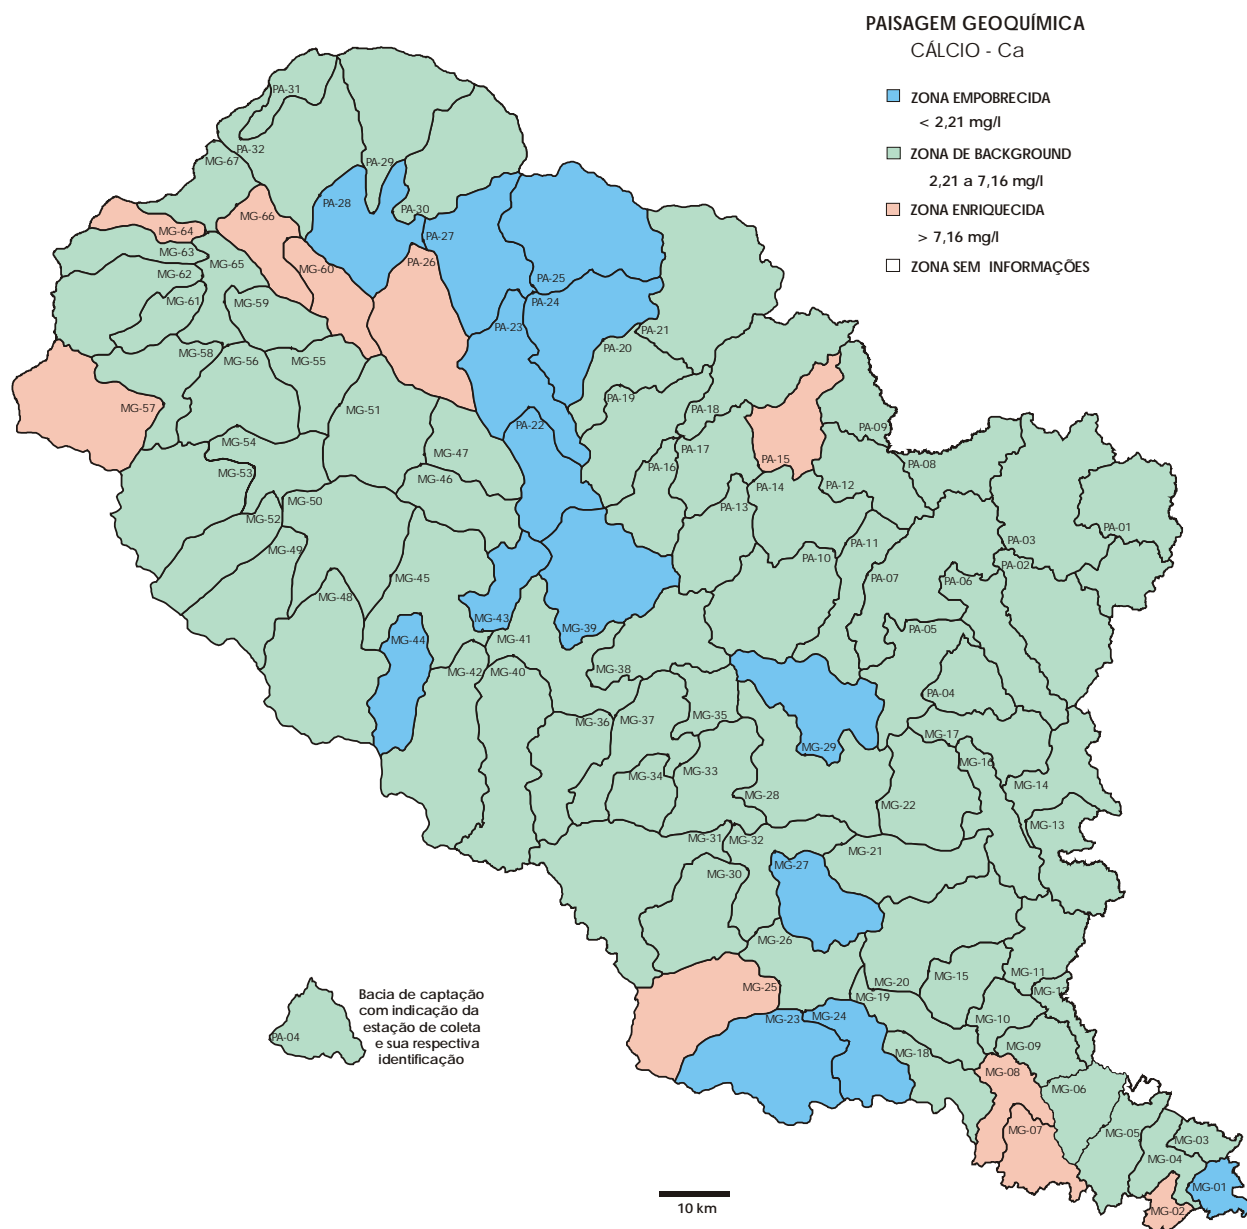 PAISAGEM GEOQUÍMICA
CÁLCIO - Ca
ZONA EMPOBRECIDA
< 2,21 mg/l
ZONA DE BACKGROUND
2,21 a 7,16 mg/l
ZONA ENRIQUECIDA
> 7,16 mg/l
ZONA SEM INFORMAÇÕES
PA-31
PA-32
MG-67
PA-29
PA-28
PA-30
MG-66
MG-64
PA-27
MG-63
MG-65
MG-60
PA-26
MG-62
PA-25
MG-61
MG-59
PA-24
PA-23
PA-21
PA-20
MG-58
MG-56
MG-55
PA-19
MG-57
MG-51
PA-18
PA-22
PA-09
MG-54
MG-47
PA-17
PA-15
PA-16
PA-08
MG-53
MG-46
PA-14
PA-12
MG-50
PA-13
MG-52
PA-01
MG-49
PA-11
PA-03
PA-10
PA-02
MG-45
PA-07
PA-06
MG-48
MG-43
MG-39
PA-05
MG-44
MG-41
MG-42
MG-40
MG-38
PA-04
MG-36
MG-37
MG-35
MG-29
MG-17
MG-16
MG-34
MG-33
MG-14
MG-28
MG-22
MG-13
MG-31
MG-32
MG-21
MG-27
MG-30
MG-26
MG-25
MG-20
MG-15
MG-11
MG-12
MG-19
MG-23
MG-24
MG-10
MG-09
MG-18
MG-08
MG-06
MG-07
MG-05
MG-03
MG-04
MG-01
MG-02
PA-04
Bacia de captação
com indicação da
estação de coleta
e sua respectiva
identificação
10 km